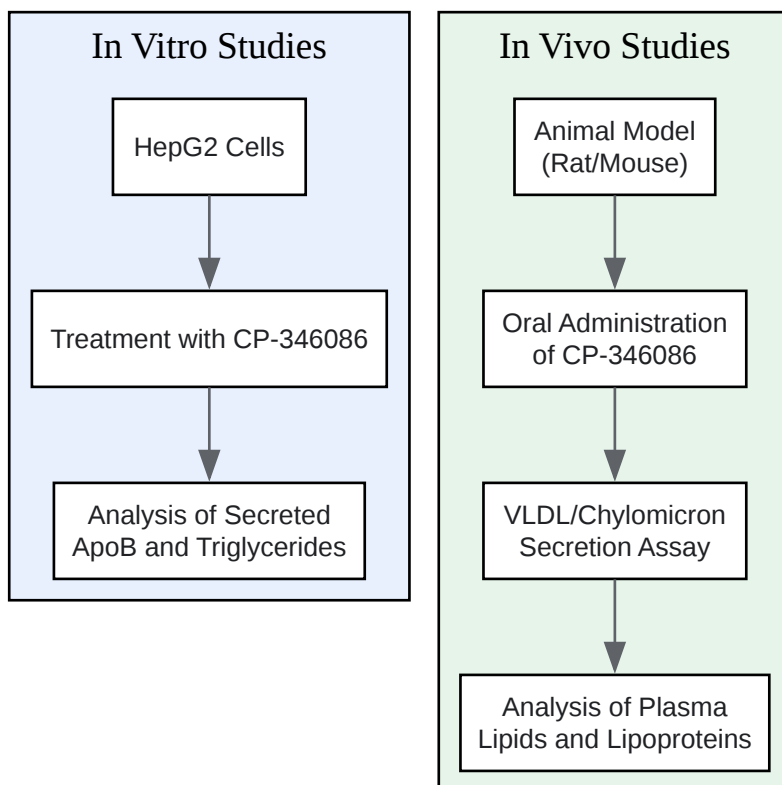 In Vitro Studies
HepG2 Cells
Treatment with CP-346086
Analysis of Secreted
ApoB and Triglycerides
In Vivo Studies
Animal Model
(Rat/Mouse)
Oral Administration
of CP-346086
VLDL/Chylomicron
Secretion Assay
Analysis of Plasma
Lipids and Lipoproteins